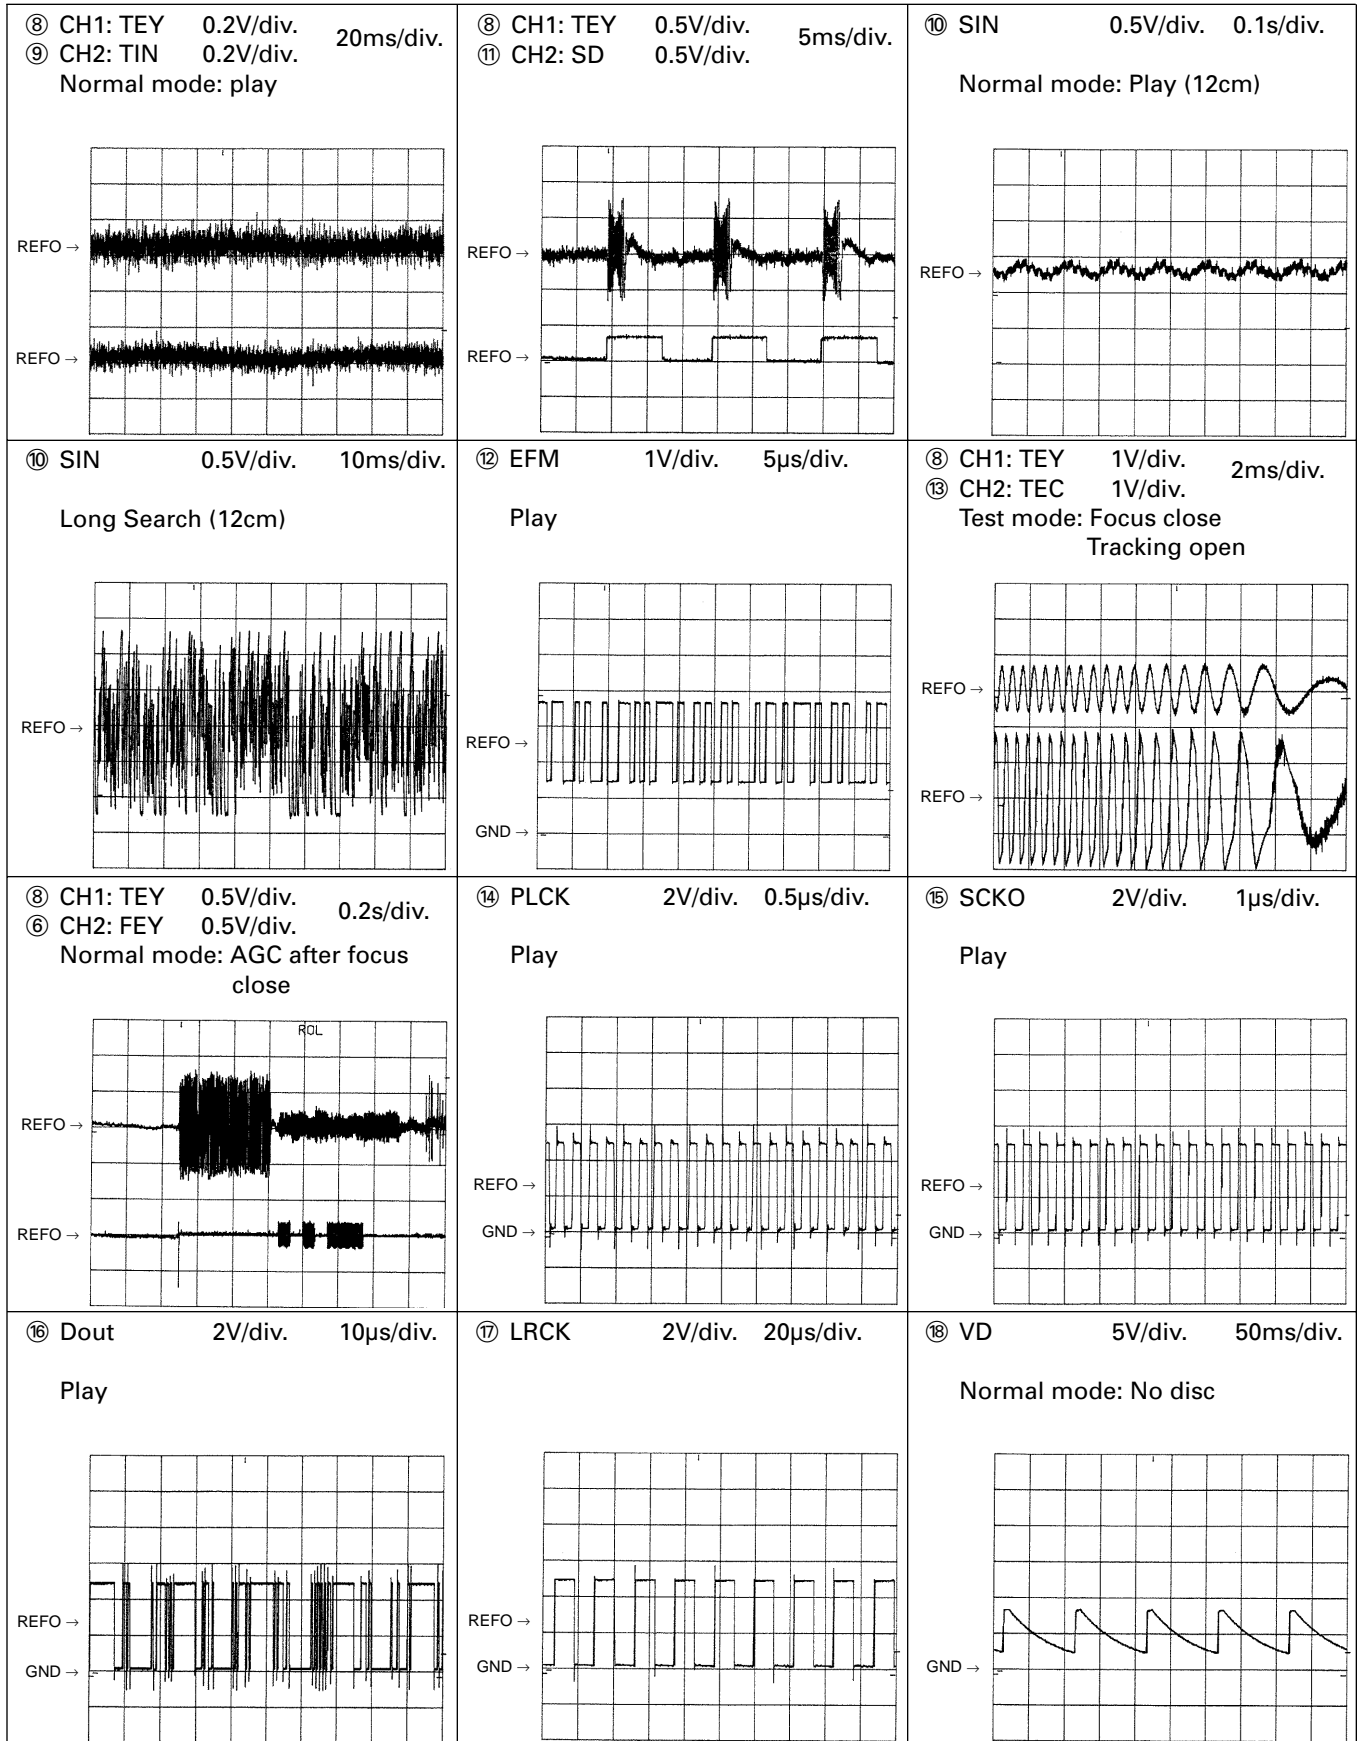 ⑧ CH1: TEY 0.2V/div. 20ms/div.
⑨ CH2: TIN 0.2V/div.
Normal mode: play
REFO →
REFO →
⑧ CH1: TEY 0.5V/div. 5ms/div.
⑪ CH2: SD 0.5V/div.
REFO →
REFO →
⑩ SIN 0.5V/div. 0.1s/div.
Normal mode: Play (12cm)
REFO →
⑩ SIN 0.5V/div. 10ms/div.
Long Search (12cm)
REFO →
⑫ EFM 1V/div. 5µs/div.
Play
REFO →
GND →
⑧ CH1: TEY 1V/div. 2ms/div.
⑬ CH2: TEC 1V/div.
Test mode: Focus close
Tracking open
REFO →
REFO →
⑧ CH1: TEY 0.5V/div. 0.2s/div.
⑥ CH2: FEY 0.5V/div.
Normal mode: AGC after focus
close
ROL
REFO →
REFO →
⑭ PLCK 2V/div. 0.5µs/div.
Play
REFO →
GND →
⑮ SCKO 2V/div. 1µs/div.
Play
REFO →
GND →
⑯ Dout 2V/div. 10µs/div.
Play
REFO →
GND →
⑰ LRCK 2V/div. 20µs/div.
REFO →
GND →
⑱ VD 5V/div. 50ms/div.
Normal mode: No disc
GND →